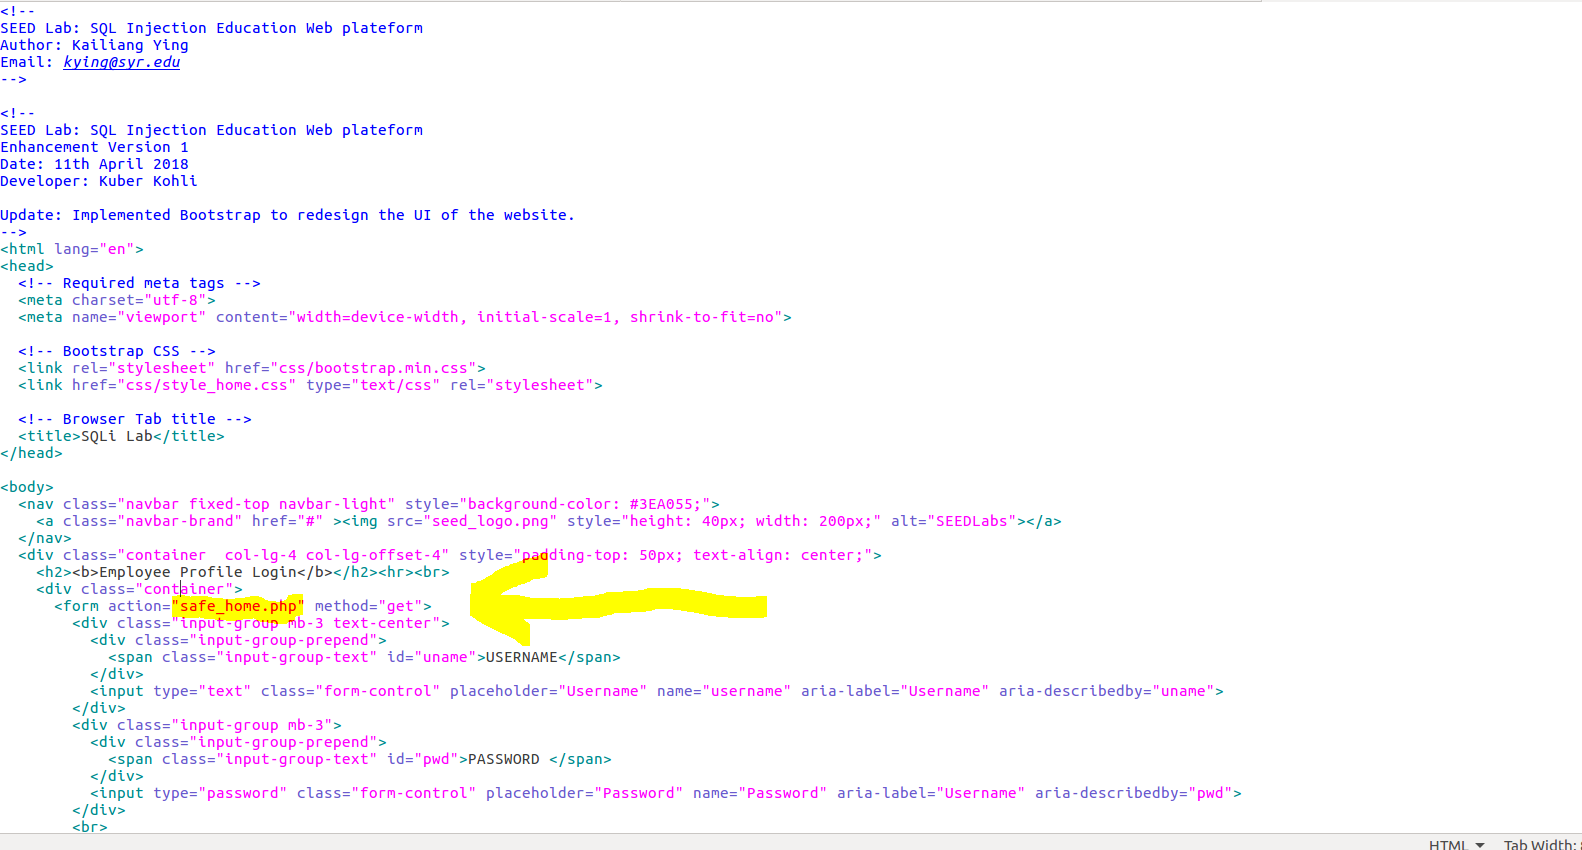 <!--
SEED Lab: SQL Injection Education Web plateform
Author: Kailiang Ying
Email: kying@syr.edu
-->
<!--
SEED Lab: SQL Injection Education Web plateform
Enhancement Version 1
Date: 11th April 2018
Developer: Kuber Kohli
Update: Implemented Bootstrap to redesign the UI of the website.
-->
<html lang="en">
<head>
  <!-- Required meta tags -->
  <meta charset="utf-8">
  <meta name="viewport" content="width=device-width, initial-scale=1, shrink-to-fit=no">
  <!-- Bootstrap CSS -->
  <link rel="stylesheet" href="css/bootstrap.min.css">
  <link href="css/style_home.css" type="text/css" rel="stylesheet">
  <!-- Browser Tab title -->
  <title>SQLi Lab</title>
</head>
<body>
  <nav class="navbar fixed-top navbar-light" style="background-color: #3EA055;">
    <a class="navbar-brand" href="#" ><img src="seed_logo.png" style="height: 40px; width: 200px;" alt="SEEDLabs"></a>
  </nav>
  <div class="container  col-lg-4 col-lg-offset-4" style="padding-top: 50px; text-align: center;">
    <h2><b>Employee Profile Login</b></h2><hr><br>
    <div class="container">
      <form action="safe_home.php" method="get">
        <div class="input-group mb-3 text-center">
          <div class="input-group-prepend">
            <span class="input-group-text" id="uname">USERNAME</span>
          </div>
          <input type="text" class="form-control" placeholder="Username" name="username" aria-label="Username" aria-describedby="uname">
        </div>
        <div class="input-group mb-3">
          <div class="input-group-prepend">
            <span class="input-group-text" id="pwd">PASSWORD </span>
          </div>
          <input type="password" class="form-control" placeholder="Password" name="Password" aria-label="Username" aria-describedby="pwd">
        </div>
        <br>
HTML Tab Width: